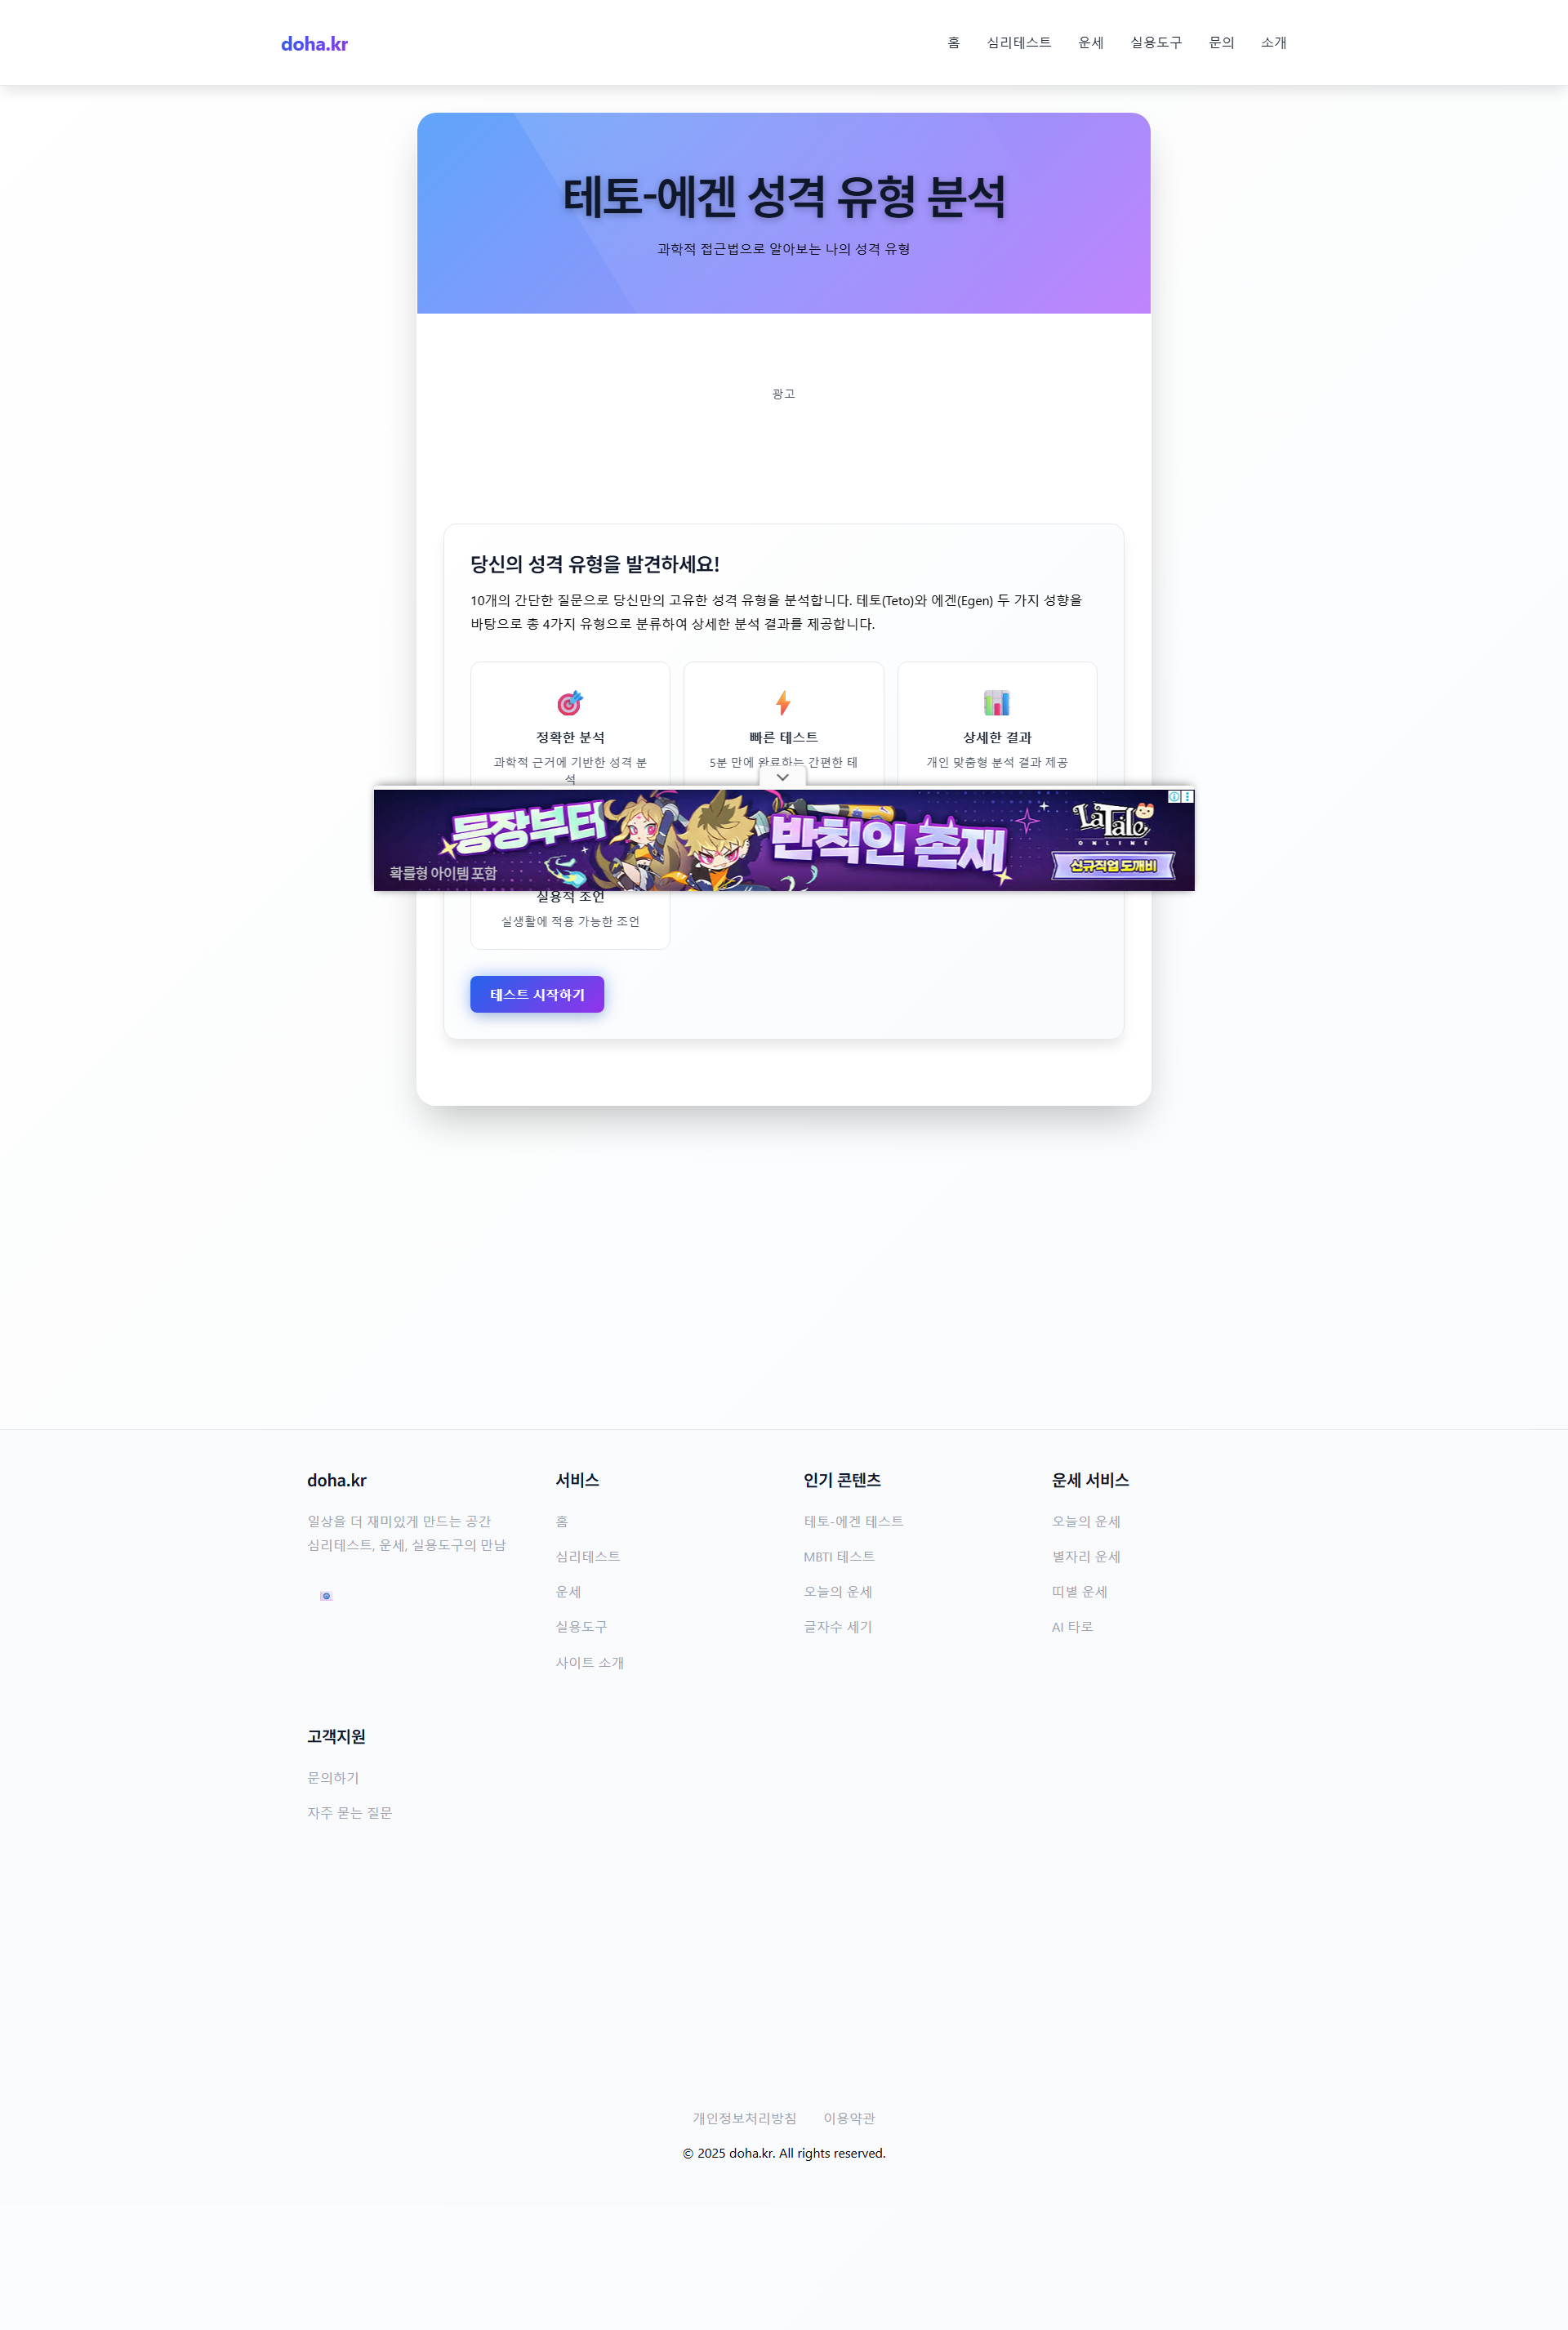 doha.kr
홈 심리테스트 운세 실용도구 문의 소개
테토-에겐 성격 유형 분석
과학적 접근법으로 알아보는 나의 성격 유형
광고
당신의 성격 유형을 발견하세요!
10개의 간단한 질문으로 당신만의 고유한 성격 유형을 분석합니다. 테토(Teto)와 에겐(Egen) 두 가지 성향을
바탕으로 총 4가지 유형으로 분류하여 상세한 분석 결과를 제공합니다.
정확한 분석
과학적 근거에 기반한 성격 분
석
빠른 테스트
5분 만에 완료하는 간편한 테
상세한 결과
개인 맞춤형 분석 결과 제공
등장부터 반칙인 존재
확률형 아이템 포함
LaTale
ONLINE
신규직업 도깨비
실용적 조언
실생활에 적용 가능한 조언
테스트 시작하기
doha.kr
일상을 더 재미있게 만드는 공간
심리테스트, 운세, 실용도구의 만남
서비스
홈
심리테스트
운세
실용도구
사이트 소개
인기 콘텐츠
테토-에겐 테스트
MBTI 테스트
오늘의 운세
글자수 세기
운세 서비스
오늘의 운세
별자리 운세
띠별 운세
AI 타로
고객지원
문의하기
자주 묻는 질문
개인정보처리방침 이용약관
© 2025 doha.kr. All rights reserved.